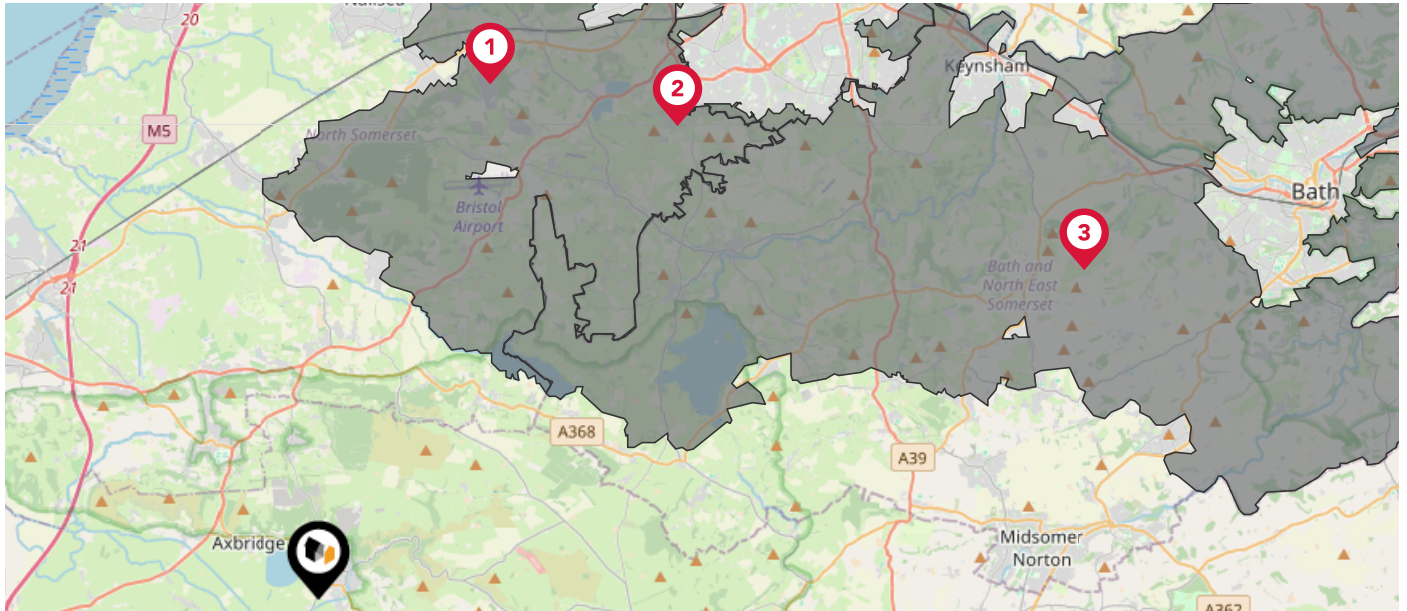 20
Nailsea
1
Keynsham
2
M5
North Somerset
Bath
Bristol
Airport
3
21
Bath and
North East
Somerset
21
A368
A39
Axbridge
Midsomer
Norton
A362